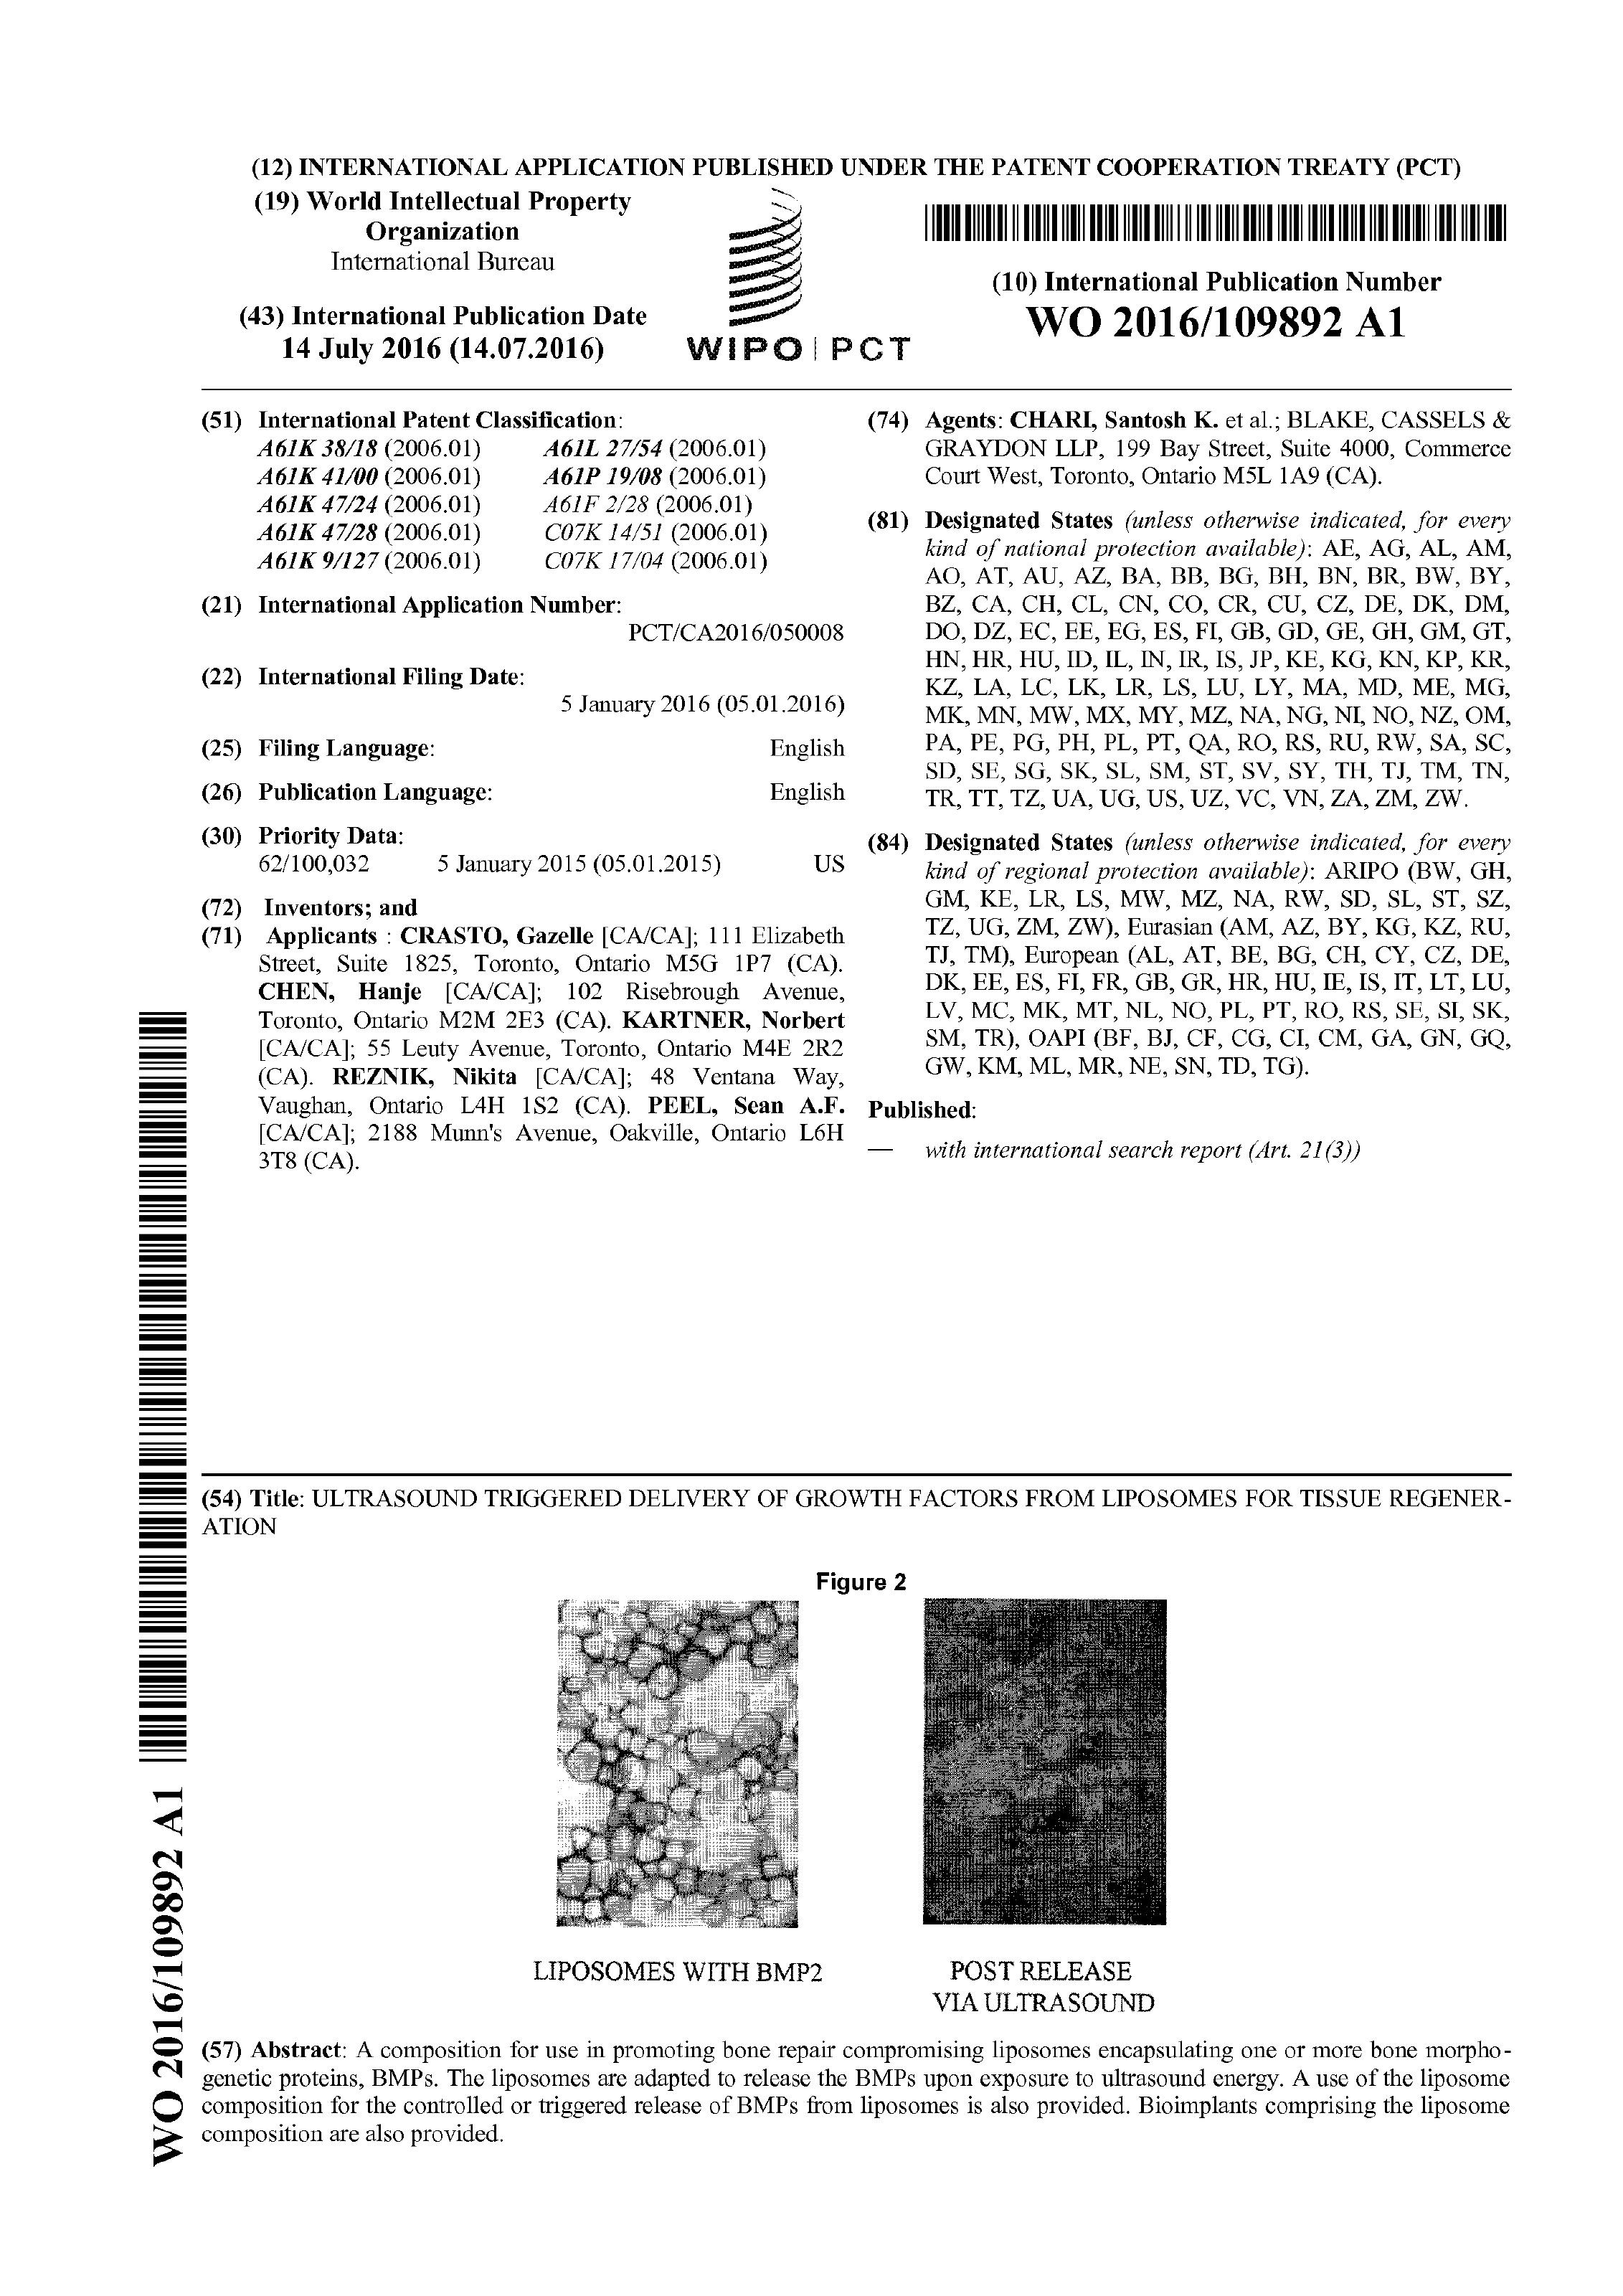 (12) INTERNATIONAL APPLICATION PUBLISHED UNDER THE PATENT COOPERATION TREATY (PCT)
(19) World Intellectual Property
Organization
International Bureau
(43) International Publication Date
14 July 2016 (14.07.2016)
WIPO | PCT
(10) International Publication Number
WO 2016/109892 A1
(51) International Patent Classification:
A61K 38/18 (2006.01) A61L 27/54 (2006.01)
A61K 41/00 (2006.01) A61P 19/08 (2006.01)
A61K 47/24 (2006.01) A61F 2/28 (2006.01)
A61K 47/28 (2006.01) C07K 14/51 (2006.01)
A61K 9/127 (2006.01) C07K 17/04 (2006.01)
(21) International Application Number:
PCT/CA2016/050008
(22) International Filing Date:
5 January 2016 (05.01.2016)
(25) Filing Language: English
(26) Publication Language: English
(30) Priority Data:
62/100,032 5 January 2015 (05.01.2015) US
(72) Inventors; and
(71) Applicants : CRASTO, Gazelle [CA/CA]; 111 Elizabeth
Street, Suite 1825, Toronto, Ontario M5G 1P7 (CA).
CHEN, Hanje [CA/CA]; 102 Risebrough Avenue,
Toronto, Ontario M2M 2E3 (CA). KARTNER, Norbert
[CA/CA]; 55 Leuty Avenue, Toronto, Ontario M4E 2R2
(CA). REZNIK, Nikita [CA/CA]; 48 Ventana Way,
Vaughan, Ontario L4H 1S2 (CA). PEEL, Sean A.F.
[CA/CA]; 2188 Munn's Avenue, Oakville, Ontario L6H
3T8 (CA).
(74) Agents: CHARI, Santosh K. et al.; BLAKE, CASSELS &
GRAYDON LLP, 199 Bay Street, Suite 4000, Commerce
Court West, Toronto, Ontario M5L 1A9 (CA).
(81) Designated States (unless otherwise indicated, for every
kind of national protection available): AE, AG, AL, AM,
AO, AT, AU, AZ, BA, BB, BG, BH, BN, BR, BW, BY,
BZ, CA, CH, CL, CN, CO, CR, CU, CZ, DE, DK, DM,
DO, DZ, EC, EE, EG, ES, FI, GB, GD, GE, GH, GM, GT,
HN, HR, HU, ID, IL, IN, IR, IS, JP, KE, KG, KN, KP, KR,
KZ, LA, LC, LK, LR, LS, LU, LY, MA, MD, ME, MG,
MK, MN, MW, MX, MY, MZ, NA, NG, NI, NO, NZ, OM,
PA, PE, PG, PH, PL, PT, QA, RO, RS, RU, RW, SA, SC,
SD, SE, SG, SK, SL, SM, ST, SV, SY, TH, TJ, TM, TN,
TR, TT, TZ, UA, UG, US, UZ, VC, VN, ZA, ZM, ZW.
(84) Designated States (unless otherwise indicated, for every
kind of regional protection available): ARIPO (BW, GH,
GM, KE, LR, LS, MW, MZ, NA, RW, SD, SL, ST, SZ,
TZ, UG, ZM, ZW), Eurasian (AM, AZ, BY, KG, KZ, RU,
TJ, TM), European (AL, AT, BE, BG, CH, CY, CZ, DE,
DK, EE, ES, FI, FR, GB, GR, HR, HU, IE, IS, IT, LT, LU,
LV, MC, MK, MT, NL, NO, PL, PT, RO, RS, SE, SI, SK,
SM, TR), OAPI (BF, BJ, CF, CG, CI, CM, GA, GN, GQ,
GW, KM, ML, MR, NE, SN, TD, TG).
Published:
— with international search report (Art. 21(3))
(54) Title: ULTRASOUND TRIGGERED DELIVERY OF GROWTH FACTORS FROM LIPOSOMES FOR TISSUE REGENER-
ATION
Figure 2
LIPOSOMES WITH BMP2
POST RELEASE
VIA ULTRASOUND
(57) Abstract: A composition for use in promoting bone repair compromising liposomes encapsulating one or more bone morpho-
genetic proteins, BMPs. The liposomes are adapted to release the BMPs upon exposure to ultrasound energy. A use of the liposome
composition for the controlled or triggered release of BMPs from liposomes is also provided. Bioimplants comprising the liposome
composition are also provided.
WO 2016/109892 A1